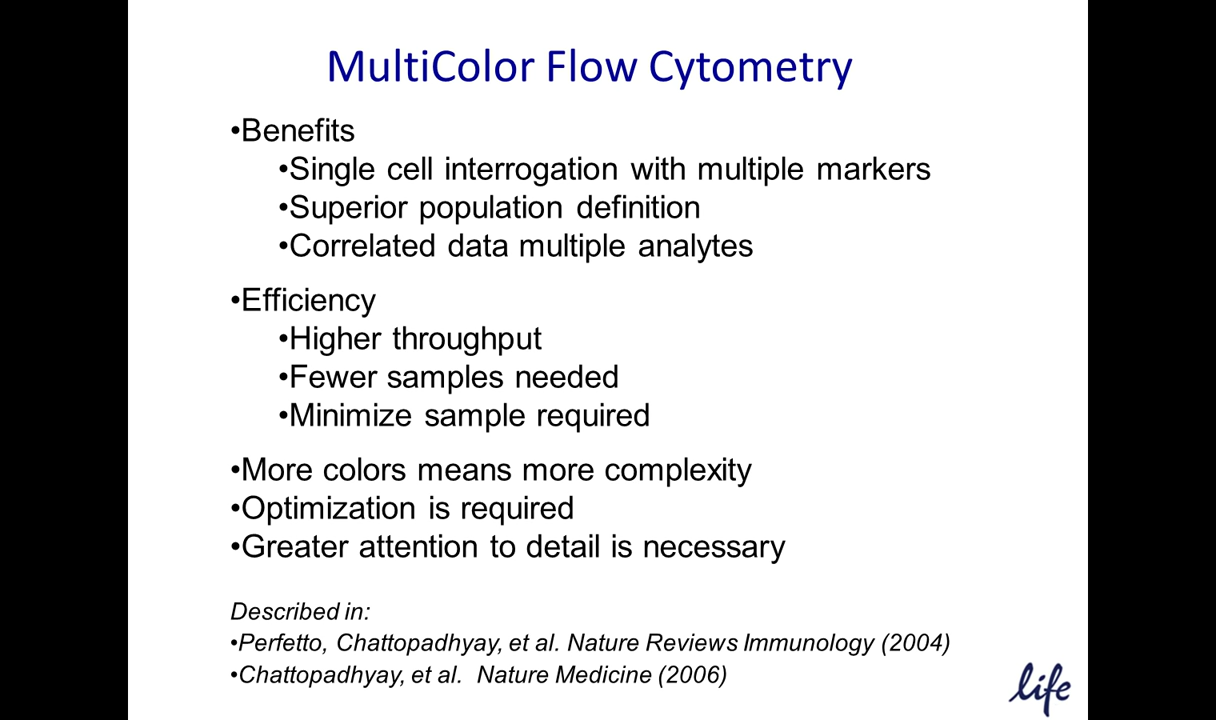 MultiColor Flow Cytometry
•Benefits
•Single cell interrogation with multiple markers
•Superior population definition
•Correlated data multiple analytes
•Efficiency
•Higher throughput
•Fewer samples needed
•Minimize sample required
•More colors means more complexity
•Optimization is required
•Greater attention to detail is necessary
Described in:
•Perfetto, Chattopadhyay, et al. Nature Reviews Immunology (2004)
•Chattopadhyay, et al.  Nature Medicine (2006)
life